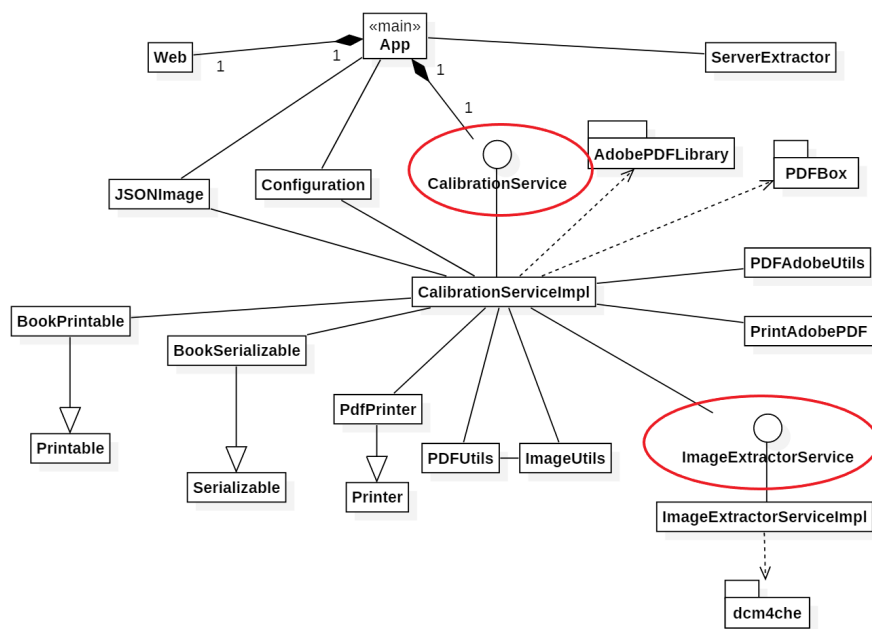 «main»
App
Web
1
1
1
1
ServerExtractor
AdobePDFLibrary
PDFBox
CalibrationService
JSONImage
Configuration
PDFAdobeUtils
CalibrationServiceImpl
BookPrintable
PrintAdobePDF
BookSerializable
PdfPrinter
Printable
PDFUtils
ImageUtils
ImageExtractorService
Serializable
Printer
ImageExtractorServiceImpl
dcm4che